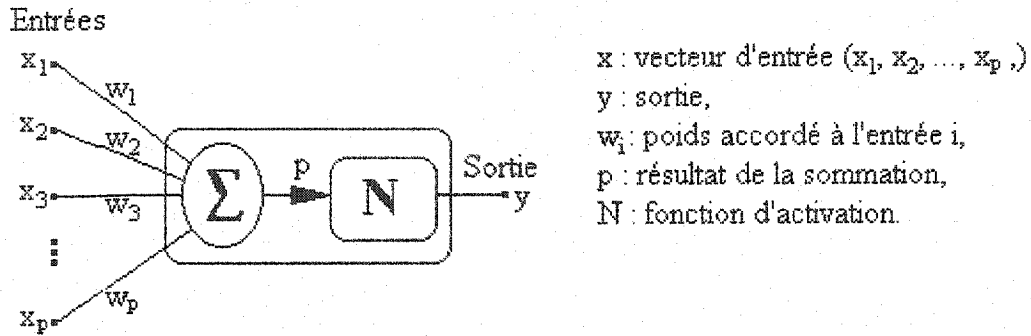 Entrées
x1
w1
x2
w2
x3
w3
xp
wp
Σ
p
N
Sortie
y
x : vecteur d'entrée (x1, x2, ..., xp ,)
y : sortie,
wi : poids accordé à l'entrée i,
p : résultat de la sommation,
N : fonction d'activation.